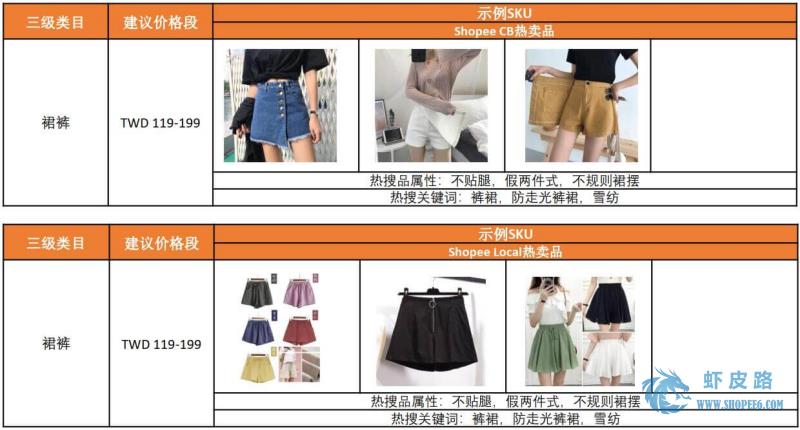 三级类目 建议价格段 示例SKU
Shopee CB热卖品
裙裤 TWD 119-199
热搜品属性：不贴腿，假两件式，不规则裙摆
热搜关键词：裤裙，防走光裤裙，雪纺
三级类目 建议价格段 示例SKU
Shopee Local热卖品
裙裤 TWD 119-199
热搜品属性：不贴腿，假两件式，不规则裙摆
热搜关键词：裤裙，防走光裤裙，雪纺
虾皮路
WWW.SHOPEE6.COM